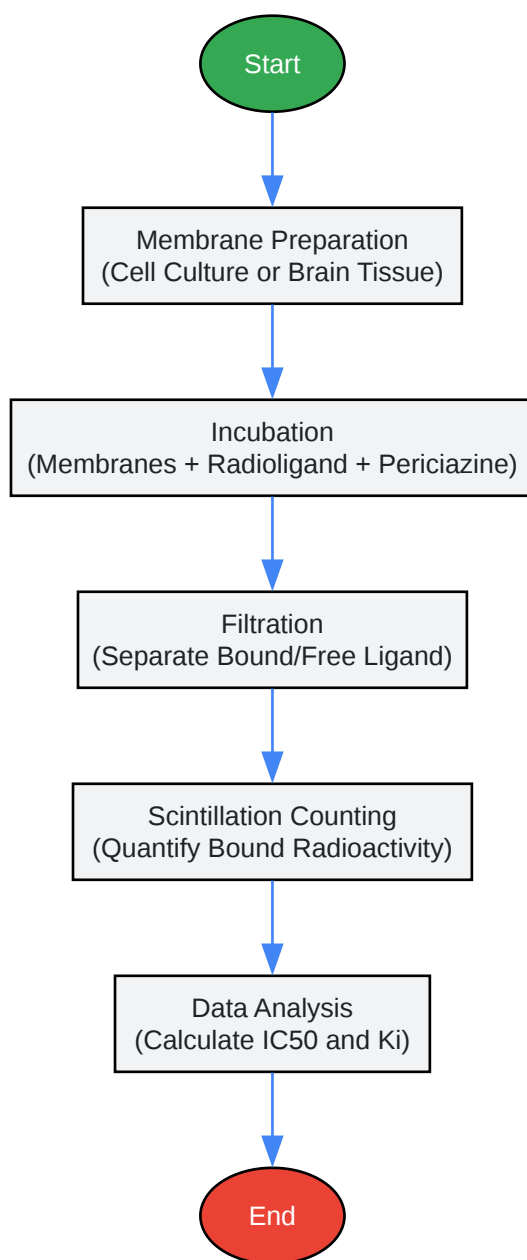 Start
Membrane Preparation
(Cell Culture or Brain Tissue)
Incubation
(Membranes + Radioligand + Periciazine)
Filtration
(Separate Bound/Free Ligand)
Scintillation Counting
(Quantify Bound Radioactivity)
Data Analysis
(Calculate IC50 and Ki)
End